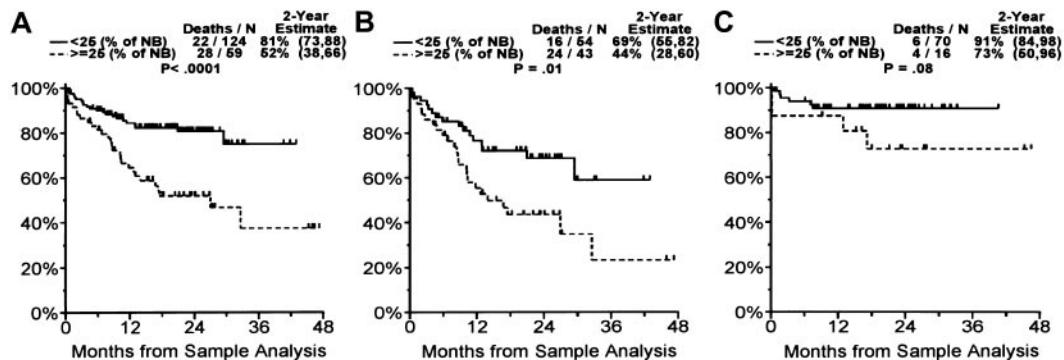 A
Deaths / N 2-Year Estimate
<25 (% of NB) 22 / 124 81% (73,88)
>=25 (% of NB) 28 / 59 52% (38,66)
P< .0001
100%
80%
60%
40%
20%
0%
0 12 24 36 48
Months from Sample Analysis
B
Deaths / N 2-Year Estimate
<25 (% of NB) 16 / 54 69% (55,82)
>=25 (% of NB) 24 / 43 44% (28,60)
P = .01
100%
80%
60%
40%
20%
0%
0 12 24 36 48
Months from Sample Analysis
C
Deaths / N 2-Year Estimate
<25 (% of NB) 6 / 70 91% (84,98)
>=25 (% of NB) 4 / 16 73% (50,96)
P = .08
100%
80%
60%
40%
20%
0%
0 12 24 36 48
Months from Sample Analysis